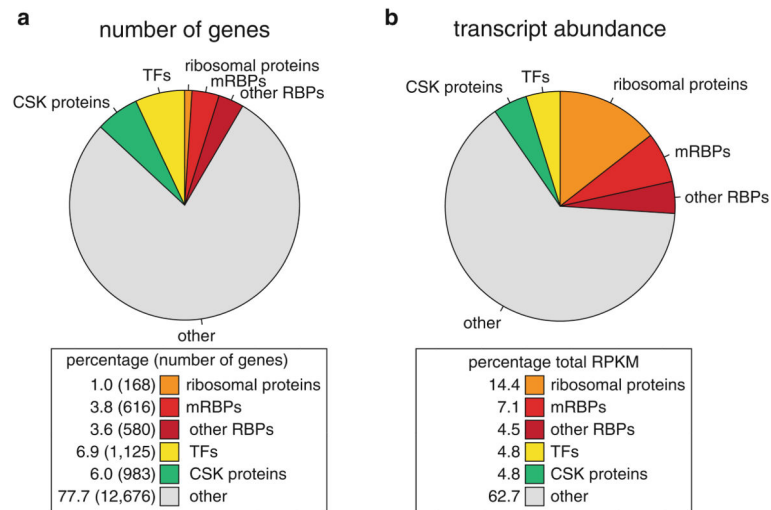 a
number of genes
TFs
ribosomal proteins
mRBPs
other RBPs
CSK proteins
other
percentage (number of genes)
1.0 (168) ribosomal proteins
3.8 (616) mRBPs
3.6 (580) other RBPs
6.9 (1,125) TFs
6.0 (983) CSK proteins
77.7 (12,676) other
b
transcript abundance
TFs
CSK proteins
ribosomal proteins
mRBPs
other RBPs
other
percentage total RPKM
14.4 ribosomal proteins
7.1 mRBPs
4.5 other RBPs
4.8 TFs
4.8 CSK proteins
62.7 other